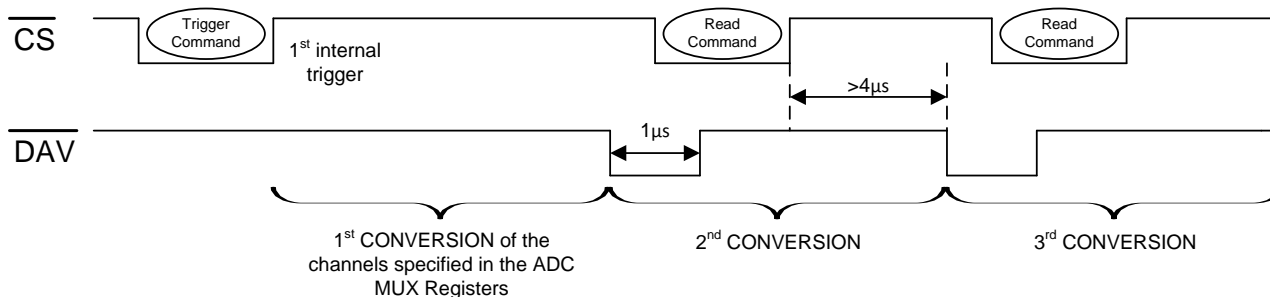 CS
Trigger
Command
1st internal
trigger
Read
Command
Read
Command
>4µs
DAV
1µs
1st CONVERSION of the
channels specified in the ADC
MUX Registers
2nd CONVERSION
3rd CONVERSION